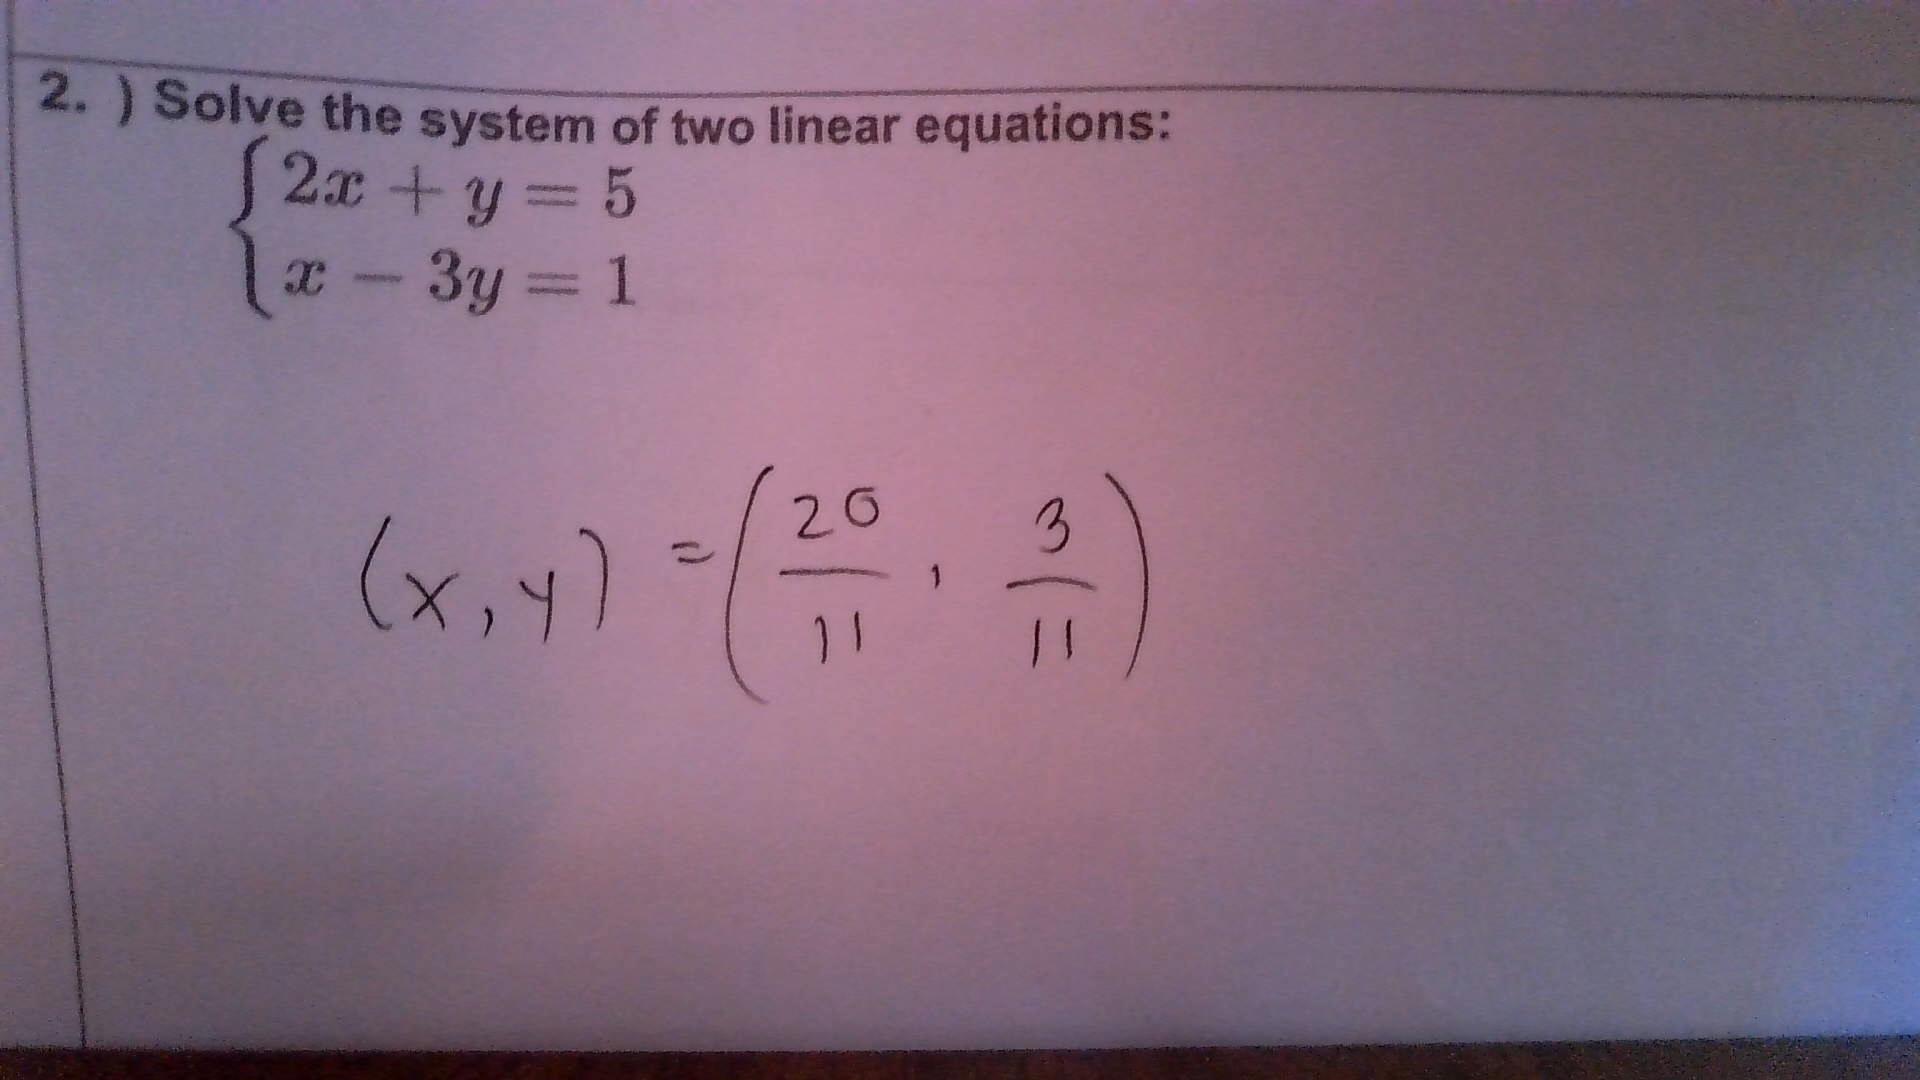 2. ) Solve the system of two linear equations:
2x + y = 5
x - 3y = 1
(x, y) = (20/11, 3/11)